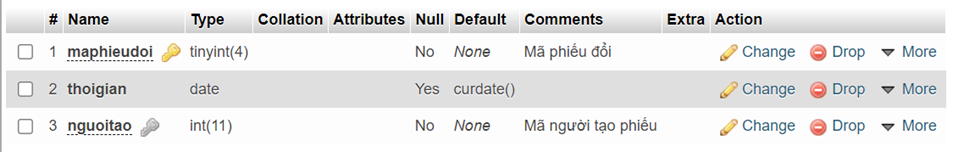 # Name Type Collation Attributes Null Default Comments Extra Action
1 maphieudoi tinyint(4) No None Mã phiếu đổi Change Drop More
2 thoigian date Yes curdate() Change Drop More
3 nguoitao int(11) No None Mã người tạo phiếu Change Drop More